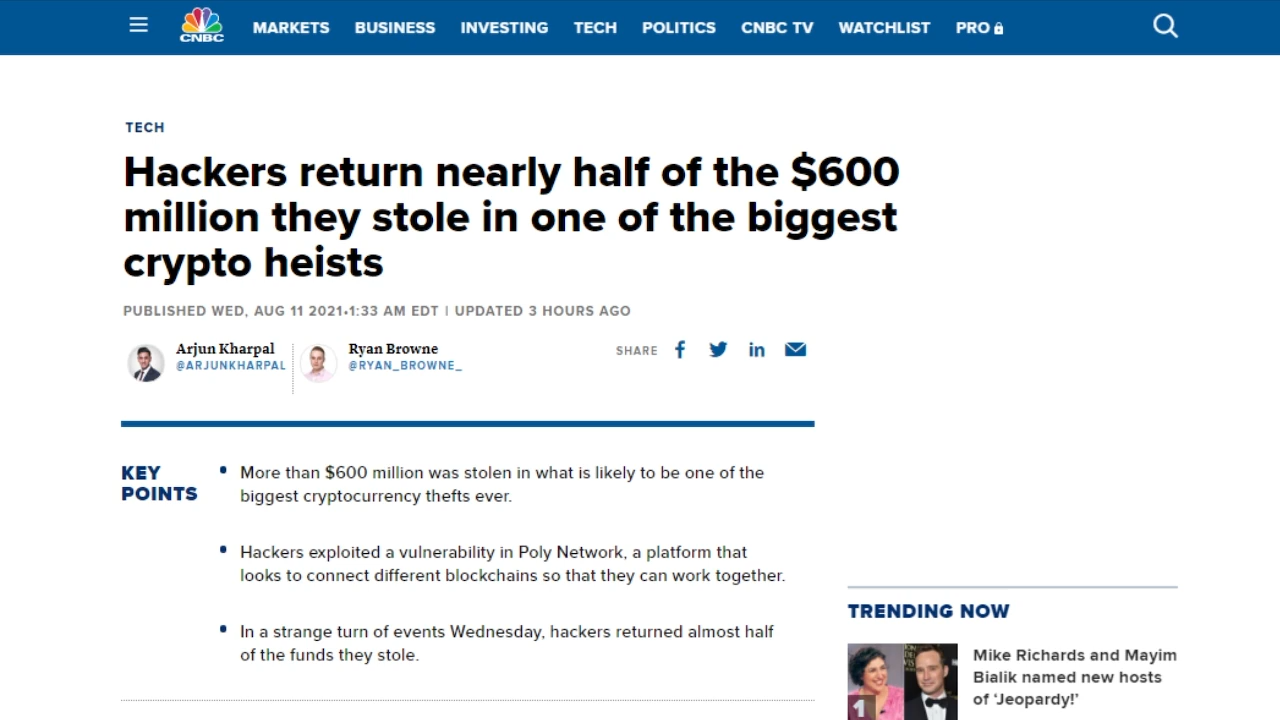 CNBC
MARKETS BUSINESS INVESTING TECH POLITICS CNBC TV WATCHLIST PRO
TECH
Hackers return nearly half of the $600
million they stole in one of the biggest
crypto heists
PUBLISHED WED, AUG 11 2021•1:33 AM EDT | UPDATED 3 HOURS AGO
Arjun Kharpal
@ARJUNKHARPAL
Ryan Browne
@RYAN_BROWNE_
SHARE
KEY
POINTS
More than $600 million was stolen in what is likely to be one of the
biggest cryptocurrency thefts ever.
Hackers exploited a vulnerability in Poly Network, a platform that
looks to connect different blockchains so that they can work together.
In a strange turn of events Wednesday, hackers returned almost half
of the funds they stole.
TRENDING NOW
1
Mike Richards and Mayim
Bialik named new hosts
of ‘Jeopardy!’